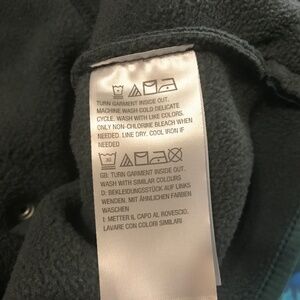 TURN GARMENT INSIDE OUT.
MACHINE WASH COLD DELICATE
CYCLE. WASH WITH LIKE COLORS.
ONLY NON-CHLORINE BLEACH WHEN
NEEDED. LINE DRY. COOL IRON IF
NEEDED
30
GB: TURN GARMENT INSIDE OUT.
WASH WITH SIMILAR COLOURS
D: BEKLEIDUNGSSTÜCK AUF LINKS
WENDEN. MIT ÄHNLICHEN FARBEN
WASCHEN
I: METTER IL CAPO AL ROVESCIO,
LAVARE CON COLORI SIMILARI